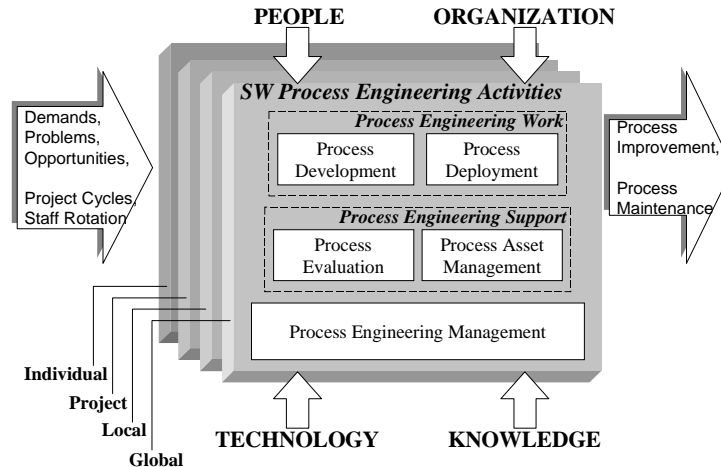 PEOPLE
ORGANIZATION
SW Process Engineering Activities
Demands,
Problems,
Opportunities,
Project Cycles,
Staff Rotation
Process Engineering Work
Process
Development
Process
Deployment
Process Engineering Support
Process
Evaluation
Process Asset
Management
Process Engineering Management
Process
Improvement,
Process
Maintenance
Individual
Project
Local
Global
TECHNOLOGY
KNOWLEDGE